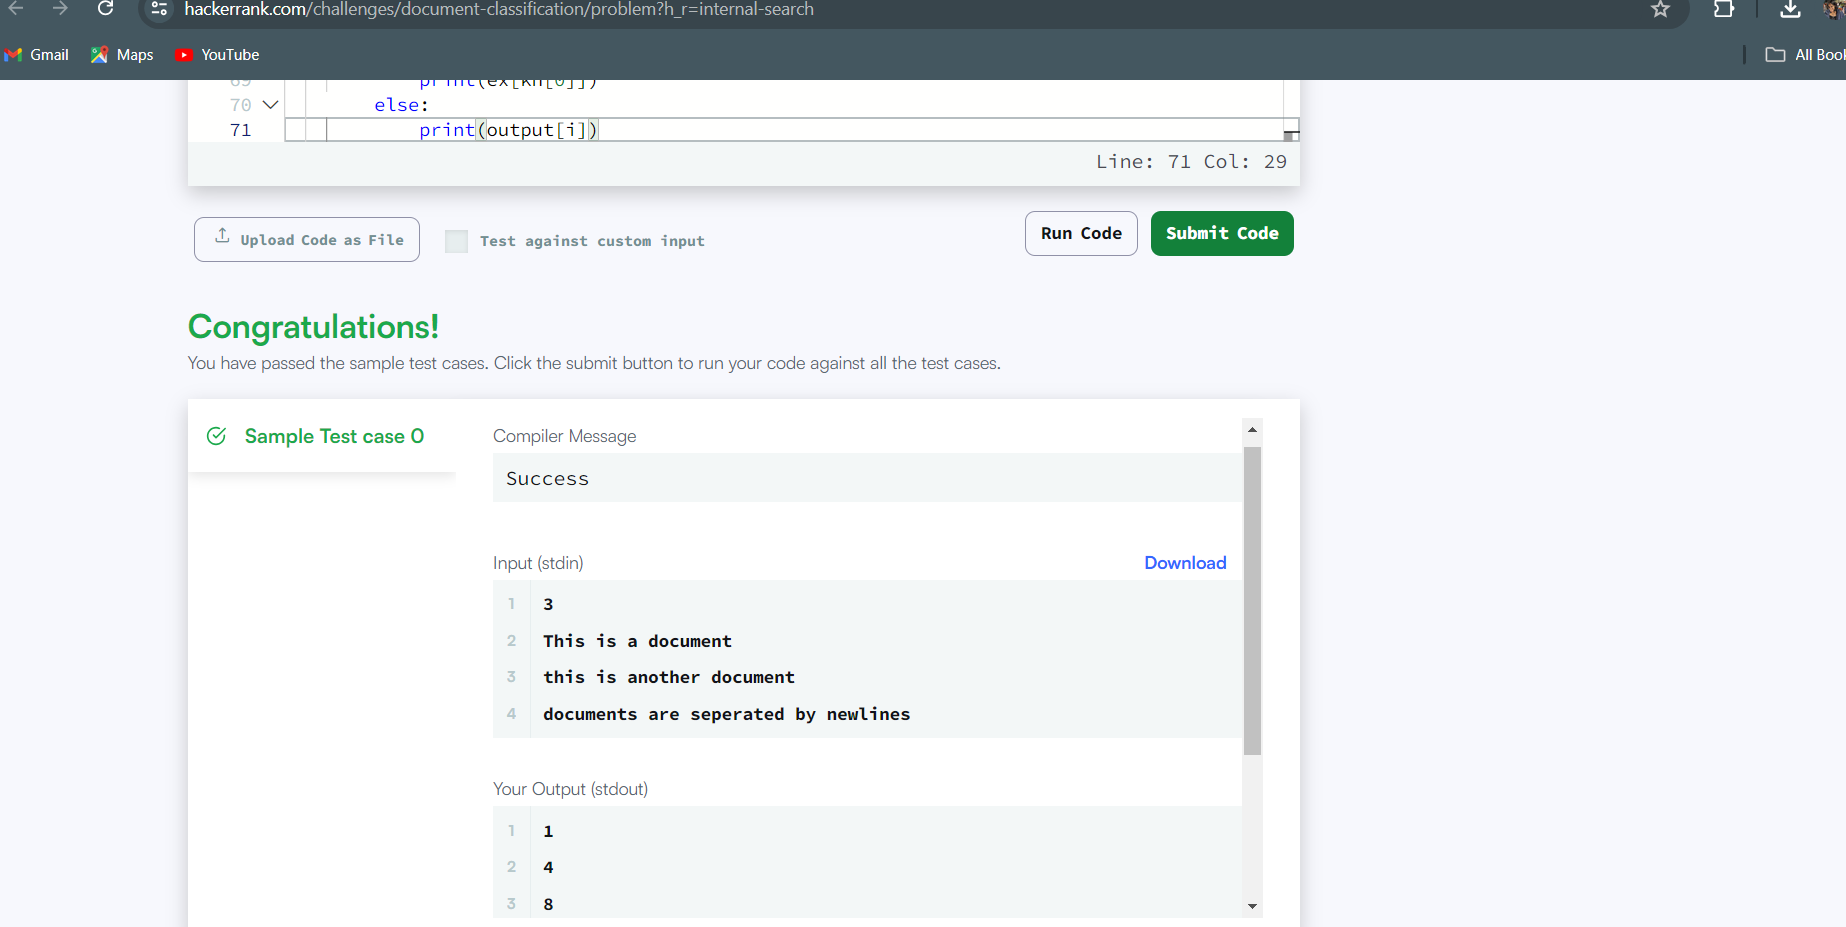 hackerrank.com/challenges/document-classification/problem?h_r=internal-search
Gmail Maps YouTube All Boo
69 print(ex[kn[0]])
70 else:
71 print(output[i])
Line: 71 Col: 29
Upload Code as File Test against custom input Run Code Submit Code
Congratulations!
You have passed the sample test cases. Click the submit button to run your code against all the test cases.
Sample Test case 0
Compiler Message
Success
Input (stdin) Download
1 3
2 This is a document
3 this is another document
4 documents are seperated by newlines
Your Output (stdout)
1 1
2 4
3 8